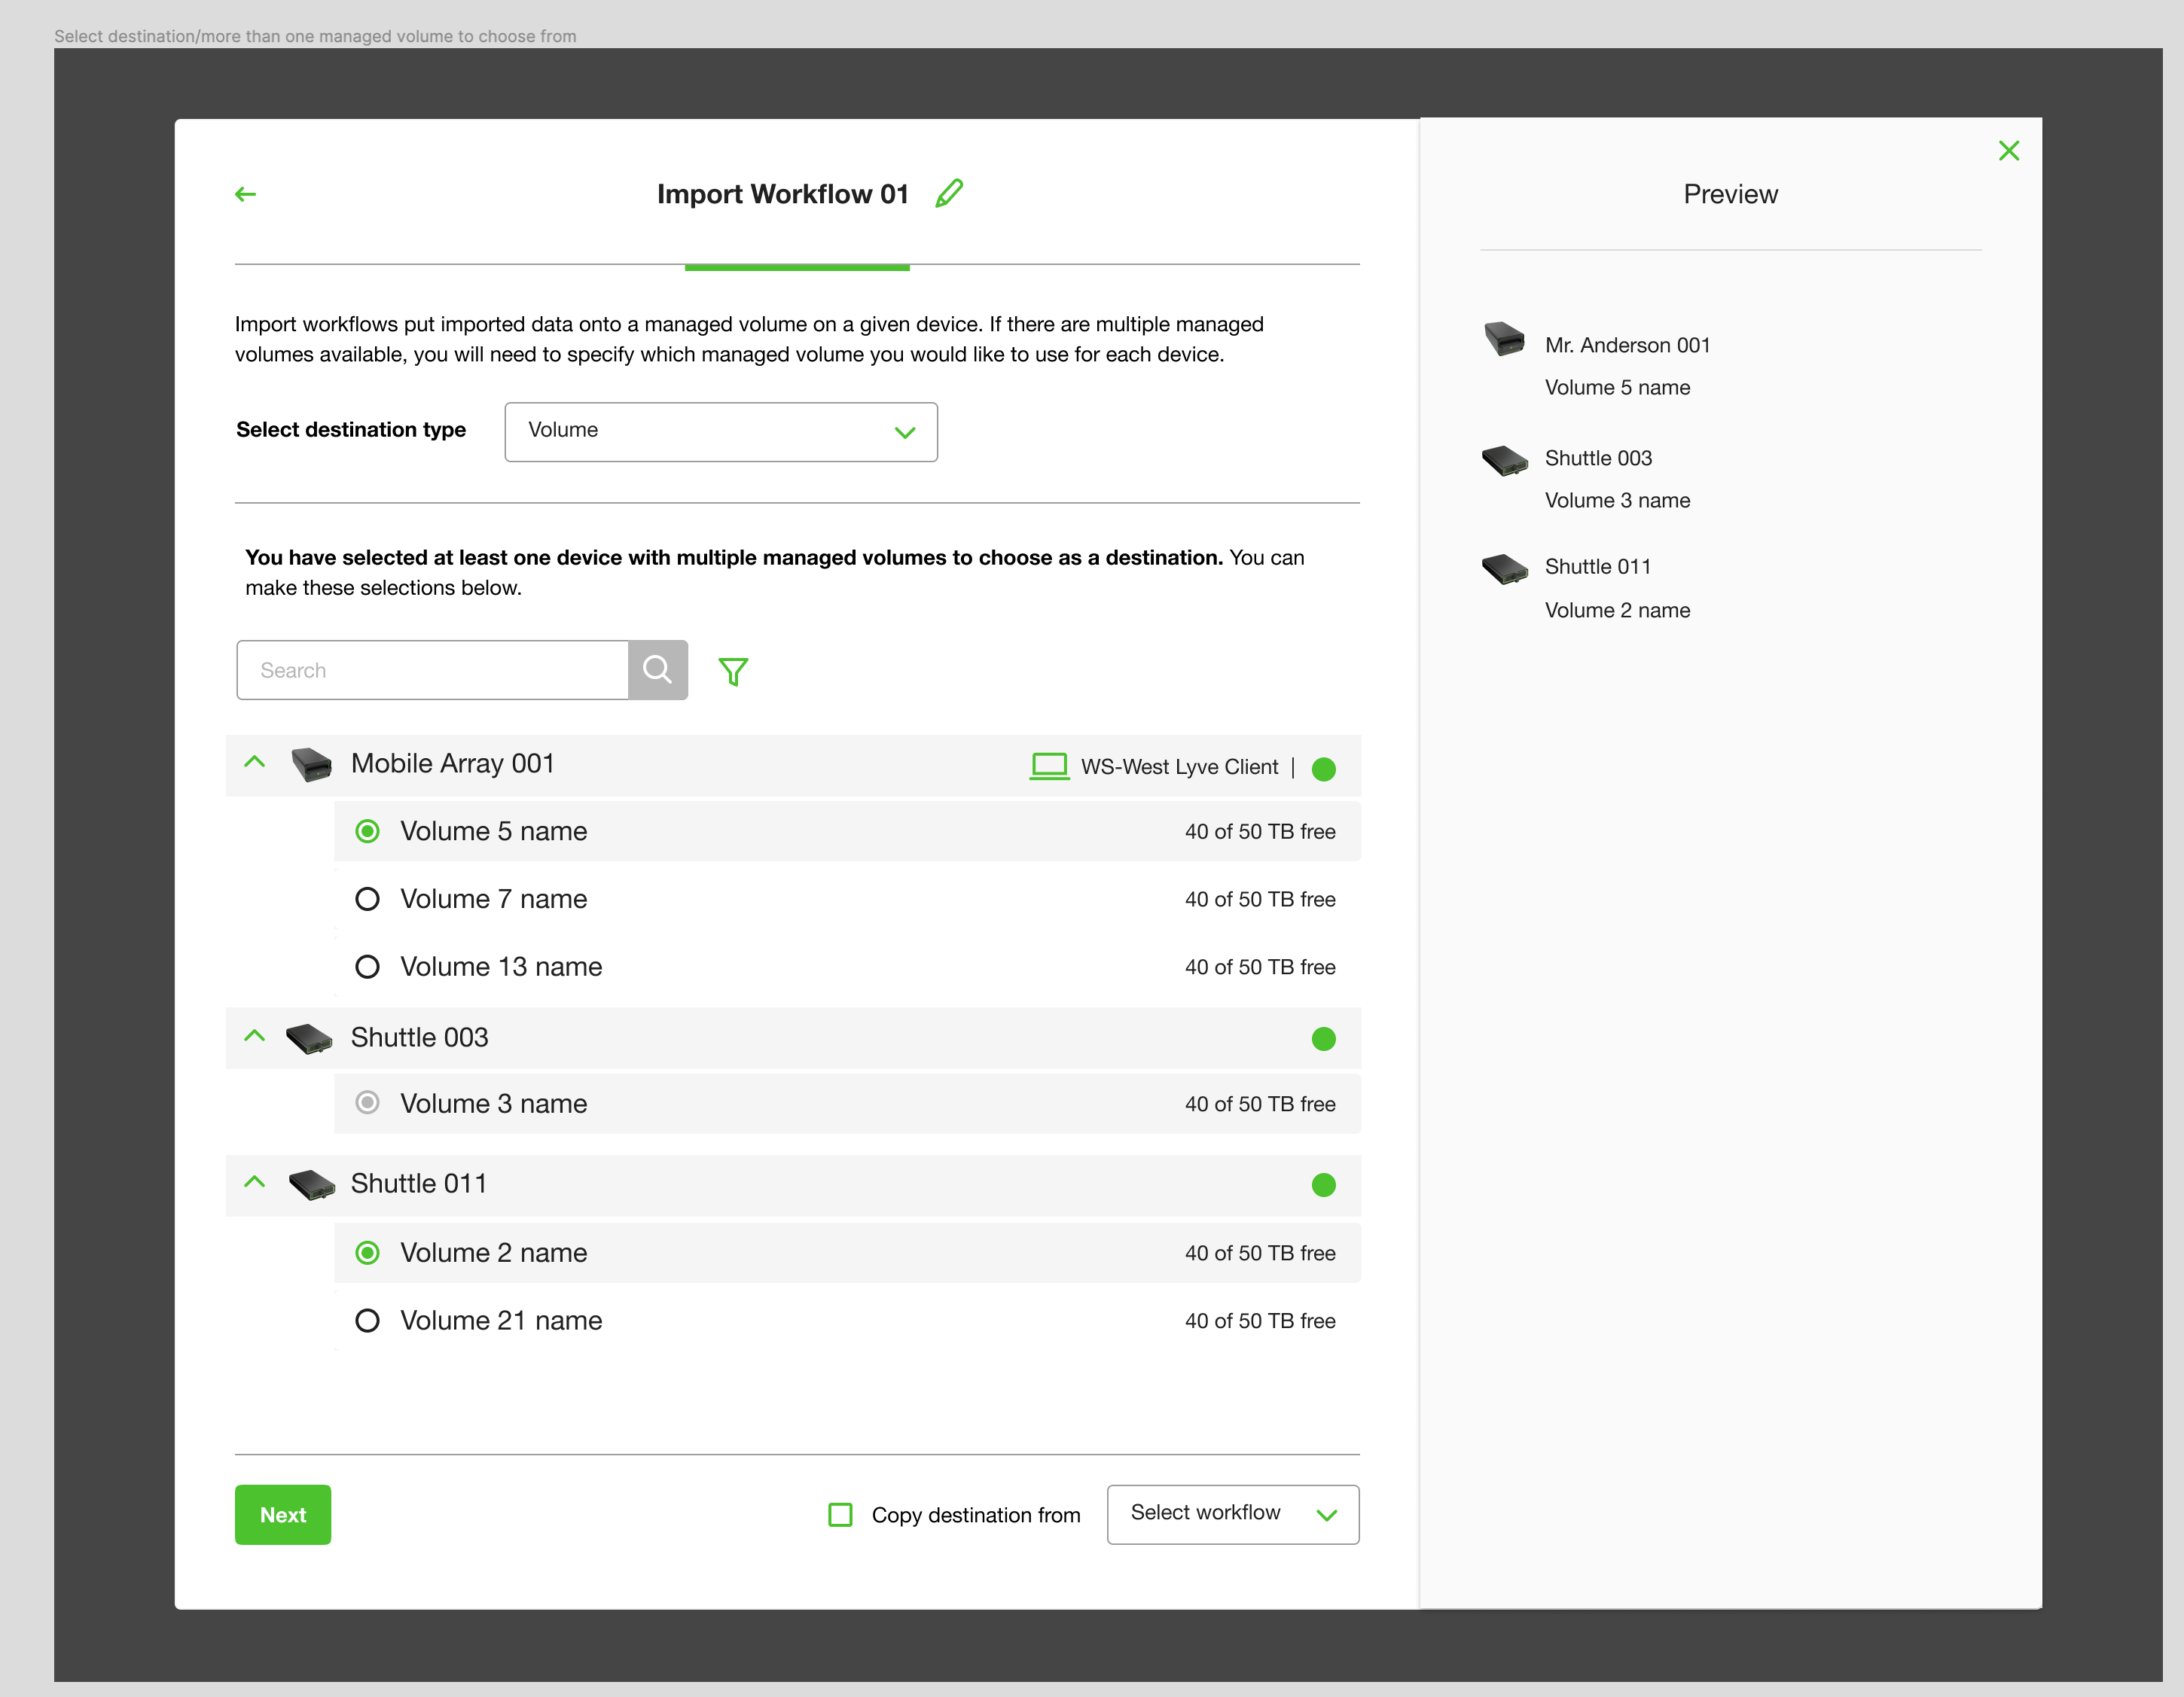 Select destination/more than one managed volume to choose from
Import Workflow 01
Import workflows put imported data onto a managed volume on a given device. If there are multiple managed
volumes available, you will need to specify which managed volume you would like to use for each device.
Select destination type
Volume
You have selected at least one device with multiple managed volumes to choose as a destination. You can
make these selections below.
Search
Mobile Array 001
WS-West Lyve Client |
Volume 5 name
40 of 50 TB free
Volume 7 name
40 of 50 TB free
Volume 13 name
40 of 50 TB free
Shuttle 003
Volume 3 name
40 of 50 TB free
Shuttle 011
Volume 2 name
40 of 50 TB free
Volume 21 name
40 of 50 TB free
Next
Copy destination from
Select workflow
Preview
Mr. Anderson 001
Volume 5 name
Shuttle 003
Volume 3 name
Shuttle 011
Volume 2 name